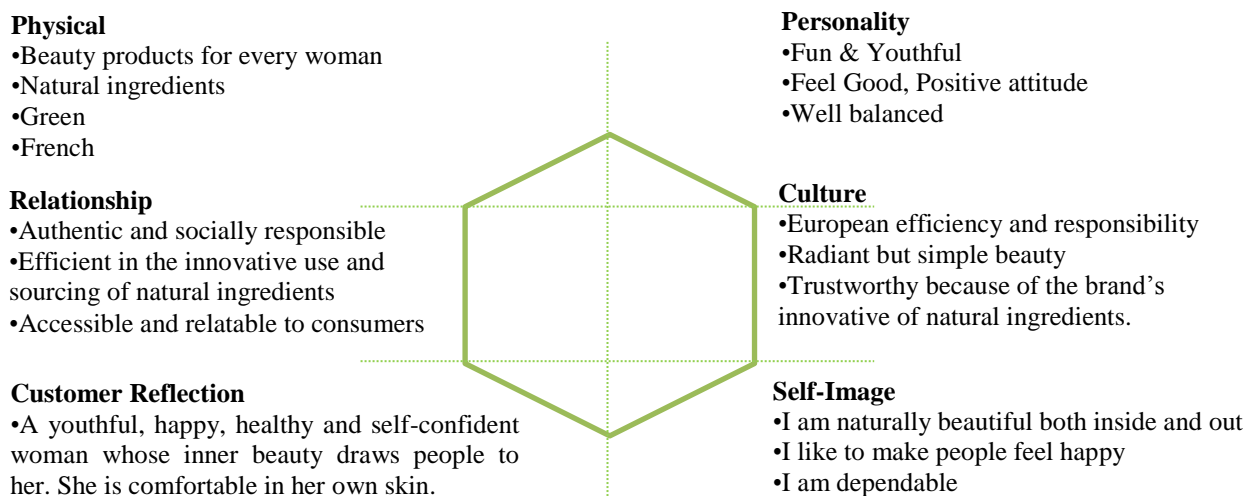 Physical
•Beauty products for every woman
•Natural ingredients
•Green
•French
Personality
•Fun & Youthful
•Feel Good, Positive attitude
•Well balanced
Relationship
•Authentic and socially responsible
•Efficient in the innovative use and
sourcing of natural ingredients
•Accessible and relatable to consumers
Culture
•European efficiency and responsibility
•Radiant but simple beauty
•Trustworthy because of the brand’s
innovative of natural ingredients.
Customer Reflection
•A youthful, happy, healthy and self-confident
woman whose inner beauty draws people to
her. She is comfortable in her own skin.
Self-Image
•I am naturally beautiful both inside and out
•I like to make people feel happy
•I am dependable